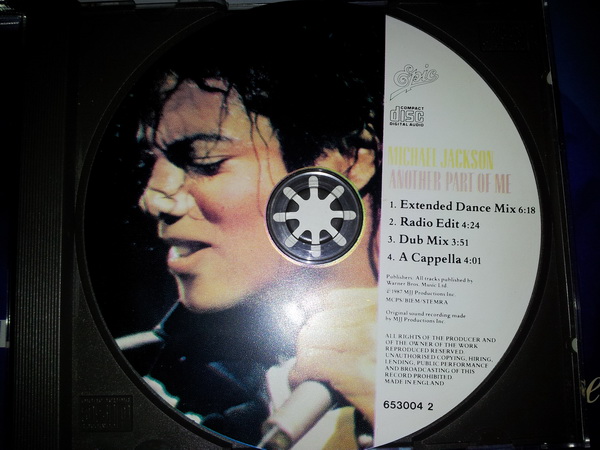 Epic
COMPACT
disc
DIGITAL AUDIO
MICHAEL JACKSON
ANOTHER PART OF ME
1. Extended Dance Mix 6:18
2. Radio Edit 4:24
3. Dub Mix 3:51
4. A Cappella 4:01
Publishers: All tracks published by
Warner Bros. Music Ltd.
℗ 1987 MJJ Productions Inc.
MCPS/BIEM/STEMRA
Original sound recording made
by MJJ Productions Inc.
ALL RIGHTS OF THE PRODUCER AND
OF THE OWNER OF THE WORK
REPRODUCED RESERVED.
UNAUTHORISED COPYING, HIRING,
LENDING, PUBLIC PERFORMANCE
AND BROADCASTING OF THIS
RECORD PROHIBITED.
MADE IN ENGLAND
653004 2